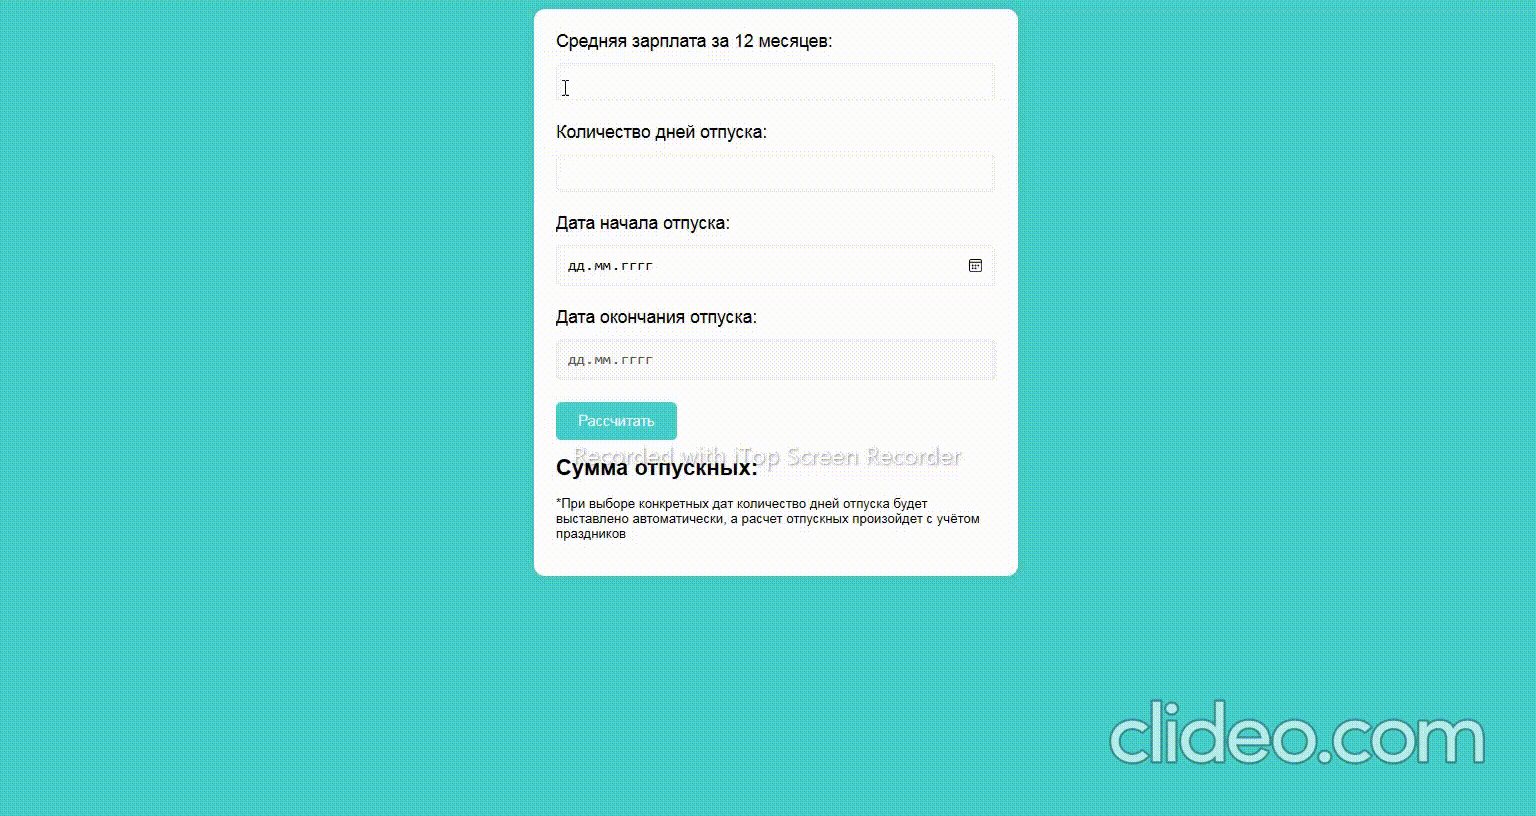 Средняя зарплата за 12 месяцев:
Количество дней отпуска:
Дата начала отпуска:
дд.мм.гггг
Дата окончания отпуска:
дд.мм.гггг
Рассчитать
Recorded with iTop Screen Recorder
Сумма отпускных:
*При выборе конкретных дат количество дней отпуска будет
выставлено автоматически, а расчет отпускных произойдет с учётом
праздников
clideo.com